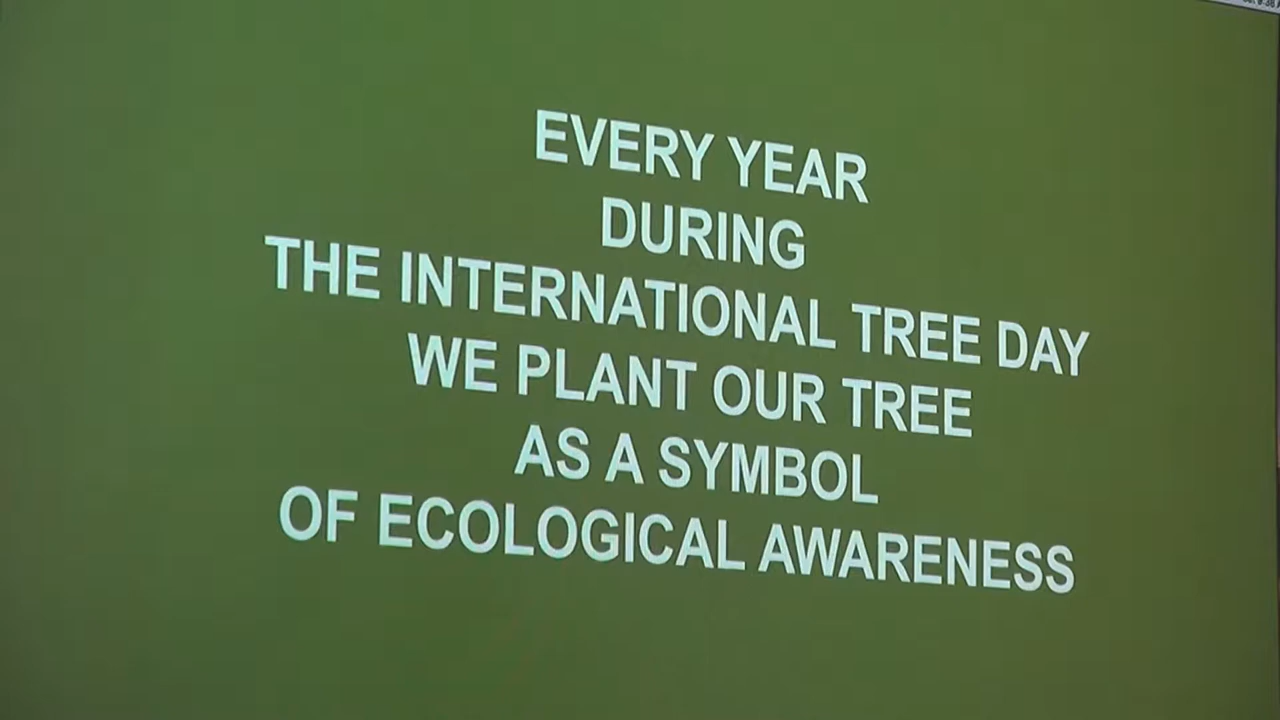 EVERY YEAR
DURING
THE INTERNATIONAL TREE DAY
WE PLANT OUR TREE
AS A SYMBOL
OF ECOLOGICAL AWARENESS